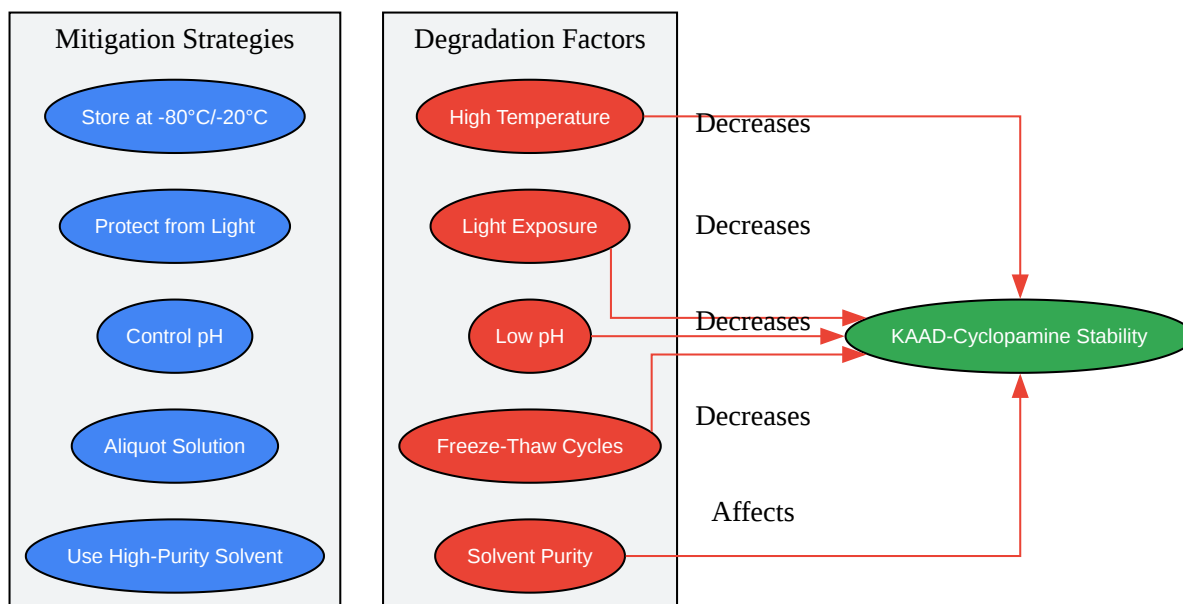 Mitigation Strategies
Store at -80°C/-20°C
Protect from Light
Control pH
Aliquot Solution
Use High-Purity Solvent
Degradation Factors
High Temperature
Light Exposure
Low pH
Freeze-Thaw Cycles
Solvent Purity
Decreases
Decreases
Decreases
Decreases
Affects
KAAD-Cyclopamine Stability